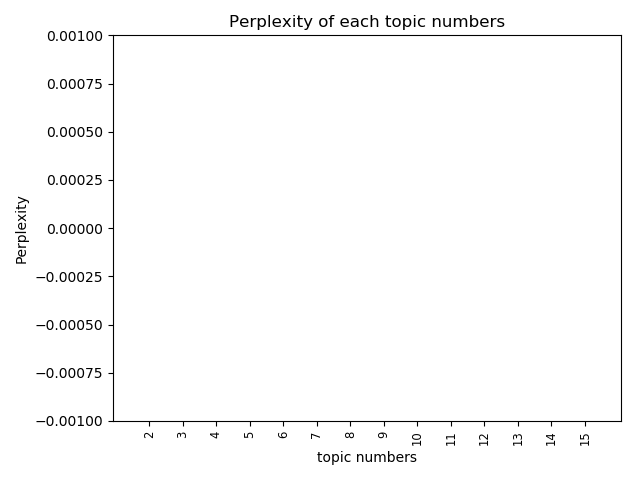 Perplexity of each topic numbers
0.00100
0.00075
0.00050
0.00025
0.00000
−0.00025
−0.00050
−0.00075
−0.00100
Perplexity
2 3 4 5 6 7 8 9 10 11 12 13 14 15
topic numbers